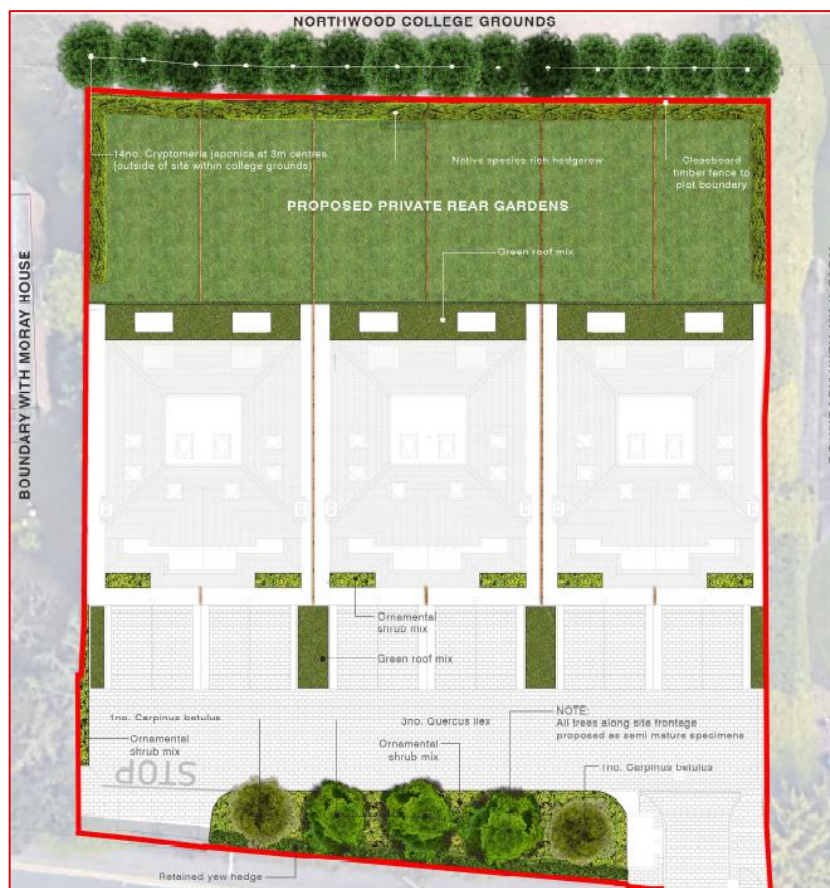 NORTHWOOD COLLEGE GROUNDS
14no. Cryptomeria japonica at 3m centres
(outside of site within college grounds)
Native species rich hedgerow
Closeboard
timber fence to
plot boundary
PROPOSED PRIVATE REAR GARDENS
Green roof mix
BOUNDARY WITH MORAY HOUSE
Ornamental
shrub mix
Green roof mix
1no. Carpinus betulus
3no. Quercus ilex
NOTE:
All trees along site frontage
proposed as semi mature specimens
Ornamental
shrub mix
Ornamental
shrub mix
1no. Carpinus betulus
STOP
Retained yew hedge